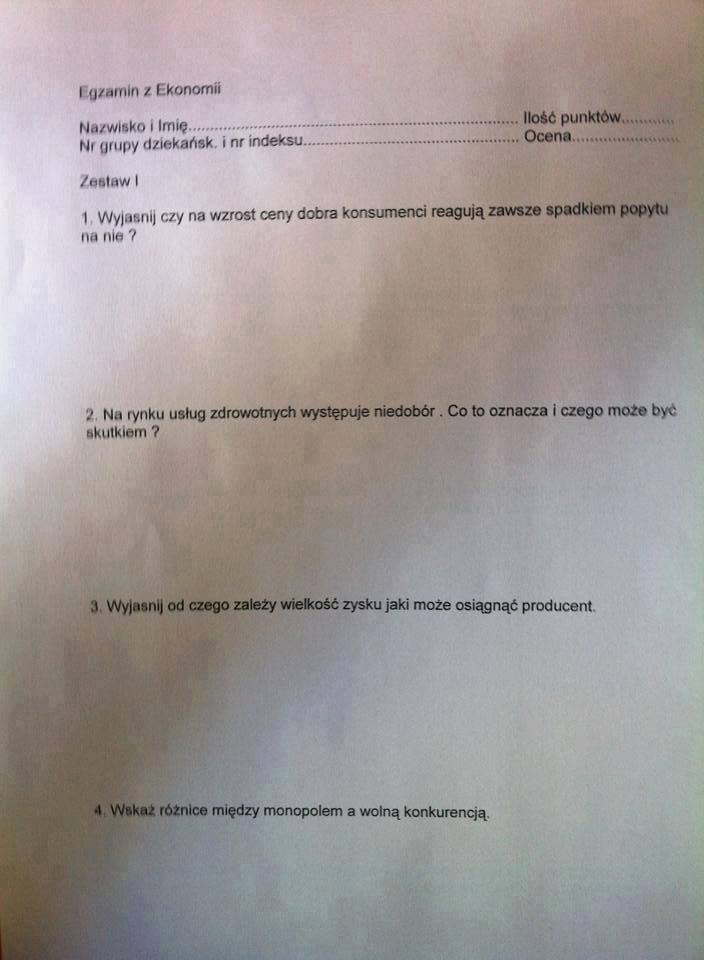 Egzamin z Ekonomii
Nazwisko i Imię............................................................................ Ilość punktów............
Nr grupy dziekańsk. i nr indeksu.................................................... Ocena........................
Zestaw I
1. Wyjasnij czy na wzrost ceny dobra konsumenci reagują zawsze spadkiem popytu
na nie ?
2. Na rynku usług zdrowotnych występuje niedobór . Co to oznacza i czego może być
skutkiem ?
3. Wyjasnij od czego zależy wielkość zysku jaki może osiągnąć producent.
4. Wskaż różnice między monopolem a wolną konkurencją.